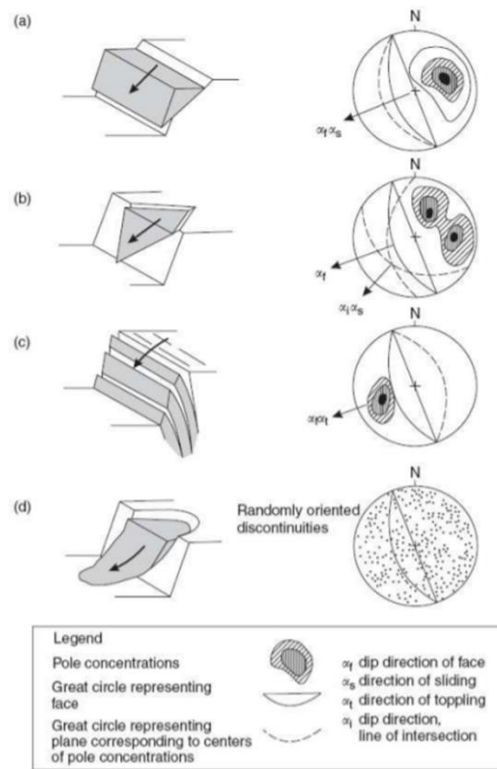 (a)
N
αf αs
(b)
N
αf
αi αs
(c)
N
αfαt
(d)
Randomly oriented
discontinuities
N
Legend
Pole concentrations
Great circle representing
face
Great circle representing
plane corresponding to centers
of pole concentrations
αf dip direction of face
αs direction of sliding
αt direction of toppling
αi dip direction,
line of intersection